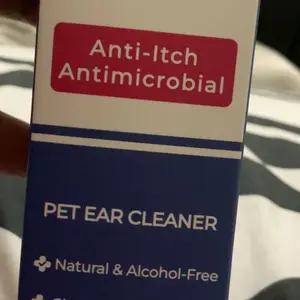 Anti-Itch
Antimicrobial
PET EAR CLEANER
Natural & Alcohol-Free